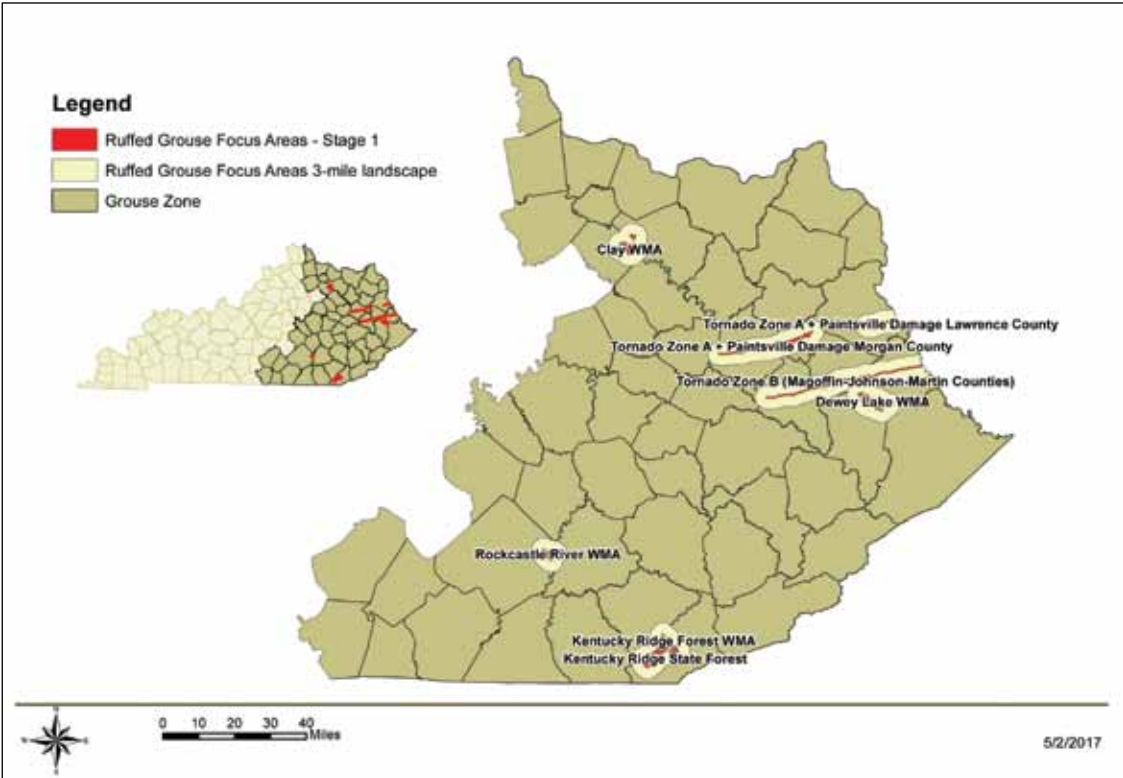 Legend
Ruffed Grouse Focus Areas - Stage 1
Ruffed Grouse Focus Areas 3-mile landscape
Grouse Zone
Clay WMA
Tornado Zone A + Paintsville Damage Lawrence County
Tornado Zone A + Paintsville Damage Morgan County
Tornado Zone B (Magoffin-Johnson-Martin Counties)
Dewey Lake WMA
Rockcastle River WMA
Kentucky Ridge Forest WMA
Kentucky Ridge State Forest
N
W E
S
0 10 20 30 40
Miles
5/2/2017